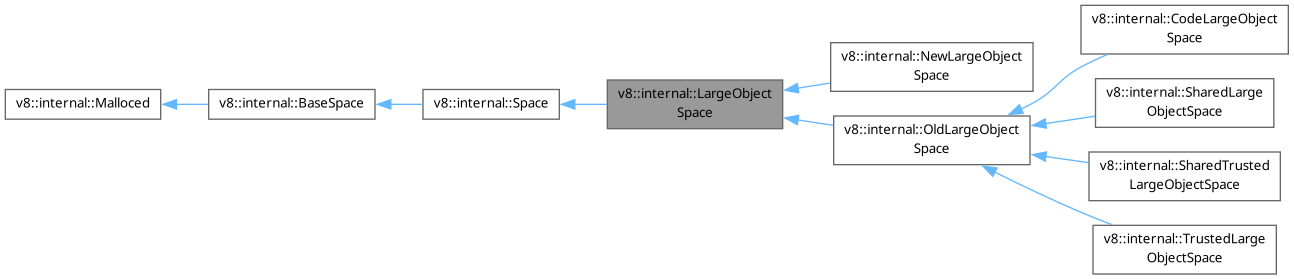 v8::internal::Malloced
v8::internal::BaseSpace
v8::internal::Space
v8::internal::LargeObject
Space
v8::internal::NewLargeObject
Space
v8::internal::OldLargeObject
Space
v8::internal::CodeLargeObject
Space
v8::internal::SharedLarge
ObjectSpace
v8::internal::SharedTrusted
LargeObjectSpace
v8::internal::TrustedLarge
ObjectSpace